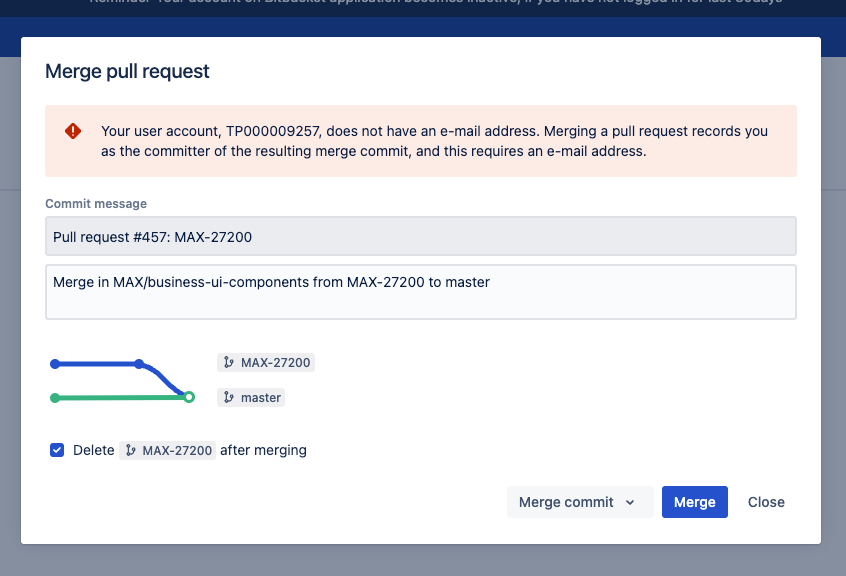 Reminder Your account on Bitbucket application becomes inactive, if you have not logged in for last 30days
Merge pull request
Your user account, TP000009257, does not have an e-mail address. Merging a pull request records you
as the committer of the resulting merge commit, and this requires an e-mail address.
Commit message
Pull request #457: MAX-27200
Merge in MAX/business-ui-components from MAX-27200 to master
MAX-27200
master
Delete MAX-27200 after merging
Merge commit Merge Close